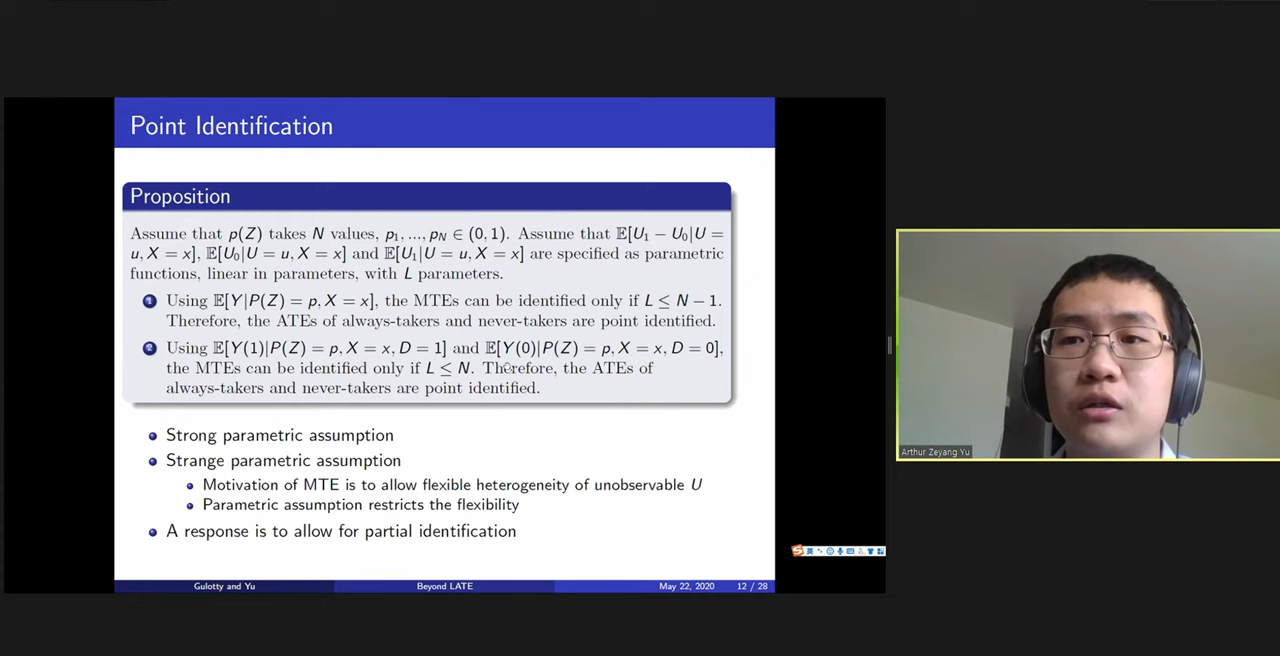 Point Identification
Proposition
Assume that p(Z) takes N values, p₁, ..., p_N ∈ (0, 1). Assume that 𝔼[U₁ − U₀|U =
u, X = x], 𝔼[U₀|U = u, X = x] and 𝔼[U₁|U = u, X = x] are specified as parametric
functions, linear in parameters, with L parameters.
1 Using 𝔼[Y|P(Z) = p, X = x], the MTEs can be identified only if L ≤ N − 1.
Therefore, the ATEs of always-takers and never-takers are point identified.
2 Using 𝔼[Y(1)|P(Z) = p, X = x, D = 1] and 𝔼[Y(0)|P(Z) = p, X = x, D = 0],
the MTEs can be identified only if L ≤ N. Therefore, the ATEs of
always-takers and never-takers are point identified.
Strong parametric assumption
Strange parametric assumption
Motivation of MTE is to allow flexible heterogeneity of unobservable U
Parametric assumption restricts the flexibility
A response is to allow for partial identification
Gulotty and Yu
Beyond LATE
May 22, 2020
12 / 28
Arthur Zeyang Yu